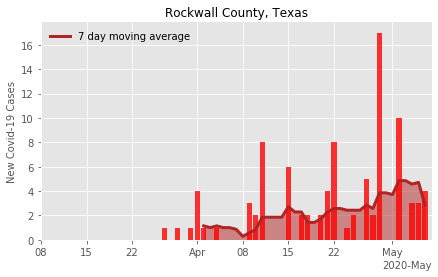 Rockwall County, Texas
7 day moving average
New Covid-19 Cases
16
14
12
10
8
6
4
2
0
08 15 22 Apr 08 15 22 May
2020-May